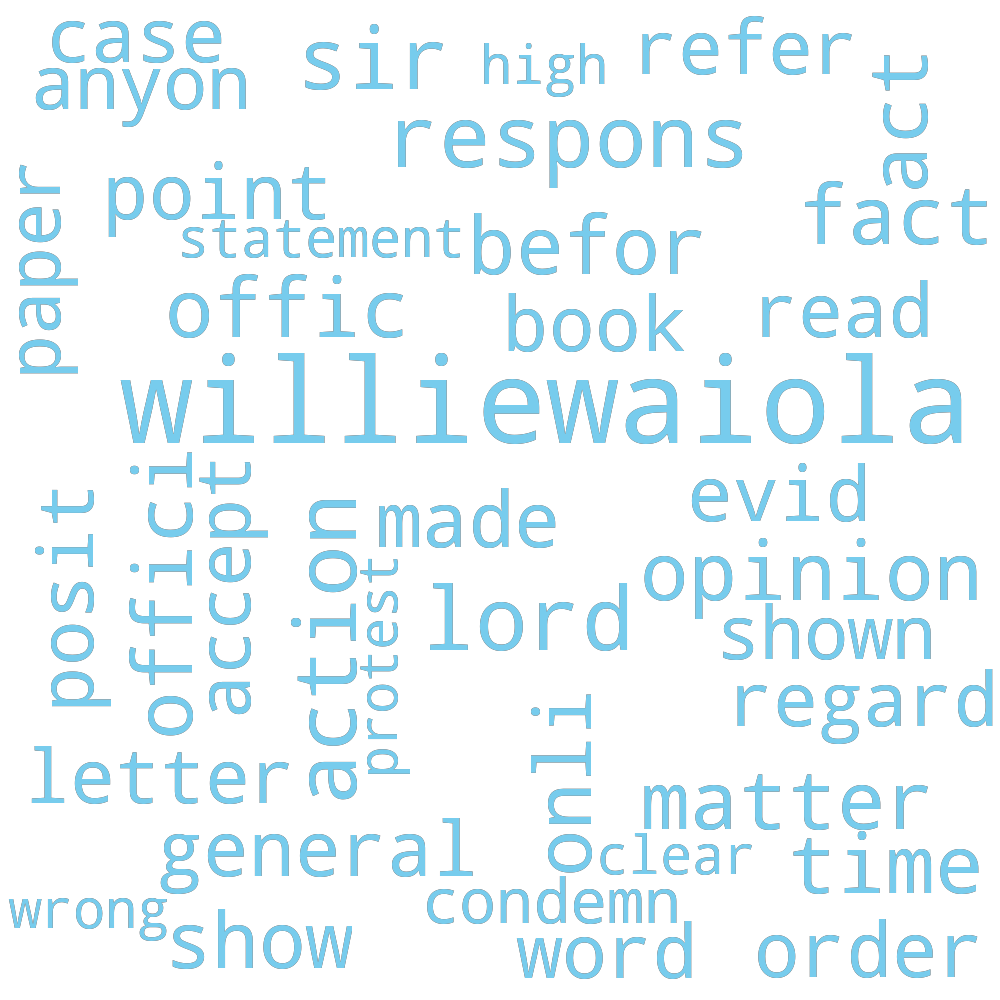 case
sir
high
refer
anyon
act
respons
paper
point
fact
statement
befor
offic
book
read
williewaiola
offici
accept
posit
made
evid
action
protest
lord
opinion
shown
regard
onli
letter
matter
general
clear
time
wrong
condemn
show
word
order